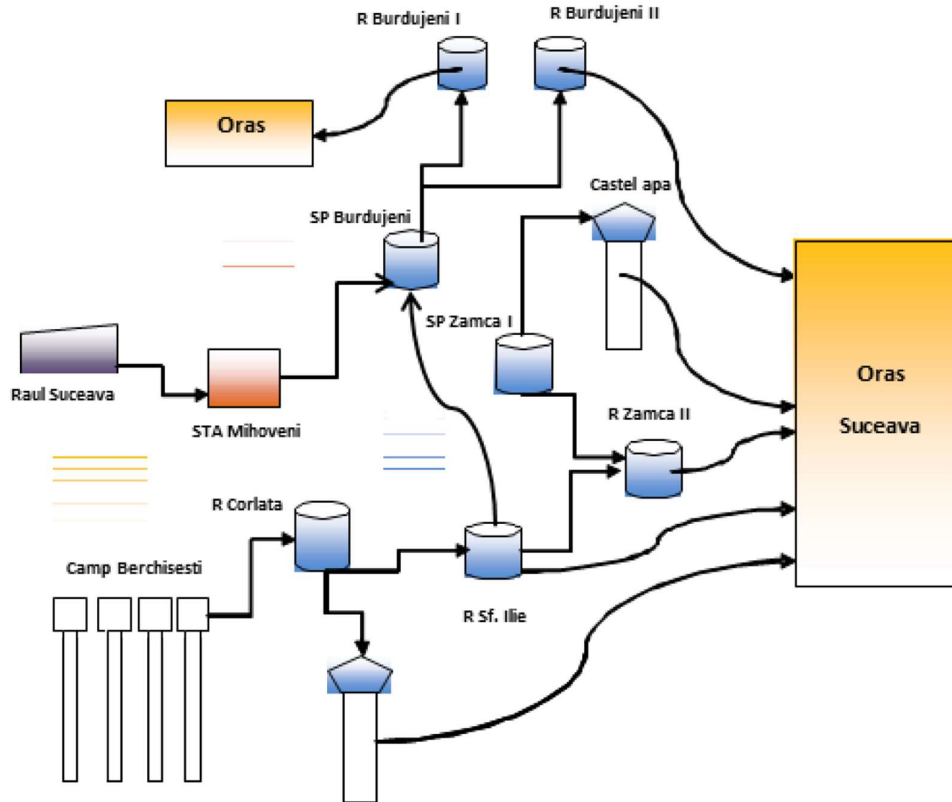 R Burdujeni I
R Burdujeni II
Oras
Castel apa
SP Burdujeni
SP Zamca I
Raul Suceava
STA Mihoveni
Oras
Suceava
R Zamca II
R Corlata
Camp Berchisesti
R Sf. Ilie